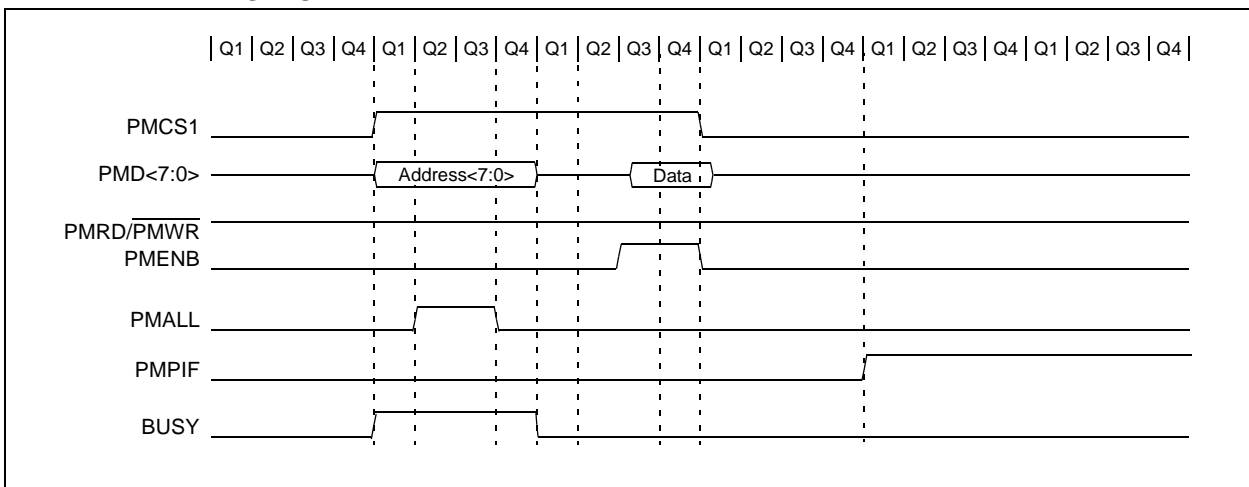 | Q1 | Q2 | Q3 | Q4 | Q1 | Q2 | Q3 | Q4 | Q1 | Q2 | Q3 | Q4 | Q1 | Q2 | Q3 | Q4 | Q1 | Q2 | Q3 | Q4 | Q1 | Q2 | Q3 | Q4 |
PMCS1
PMD<7:0> Address<7:0> Data
PMRD/PMWR
PMENB
PMALL
PMPIF
BUSY